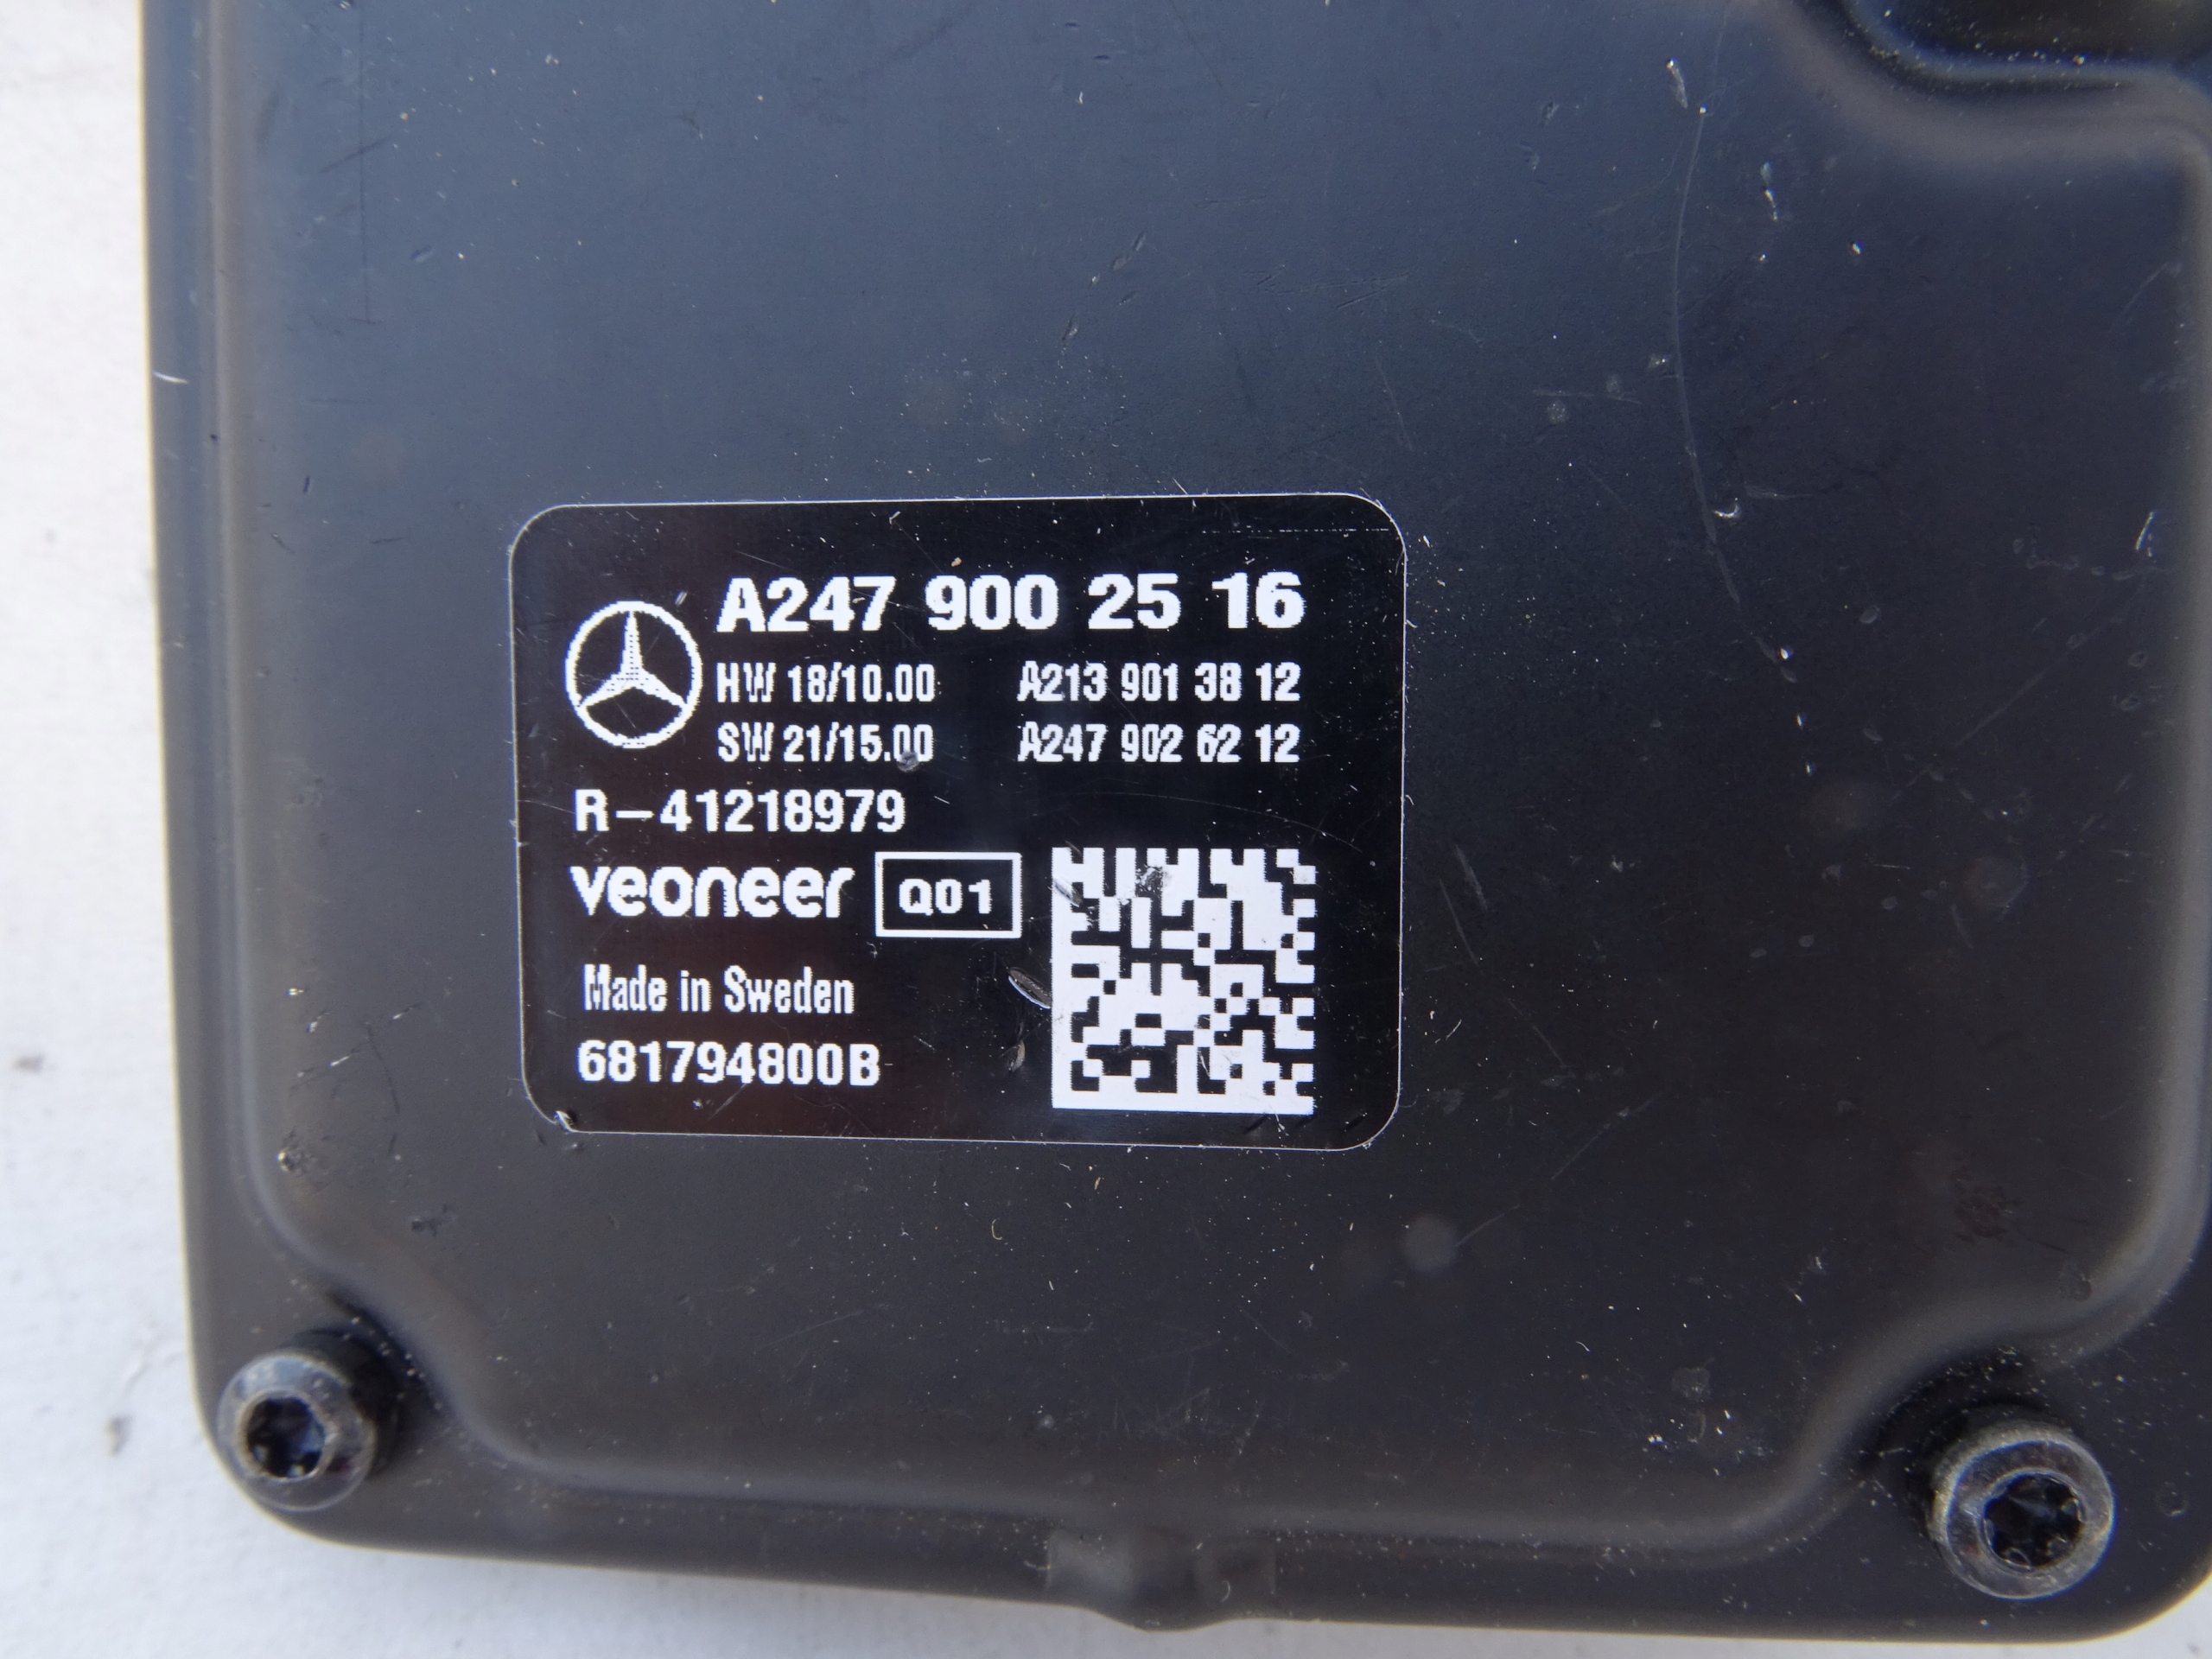 A247 900 25 16
HW 18/10.00 A213 901 38 12
SW 21/15.00 A247 902 62 12
R-41218979
veoneer Q01
Made in Sweden
681794800B